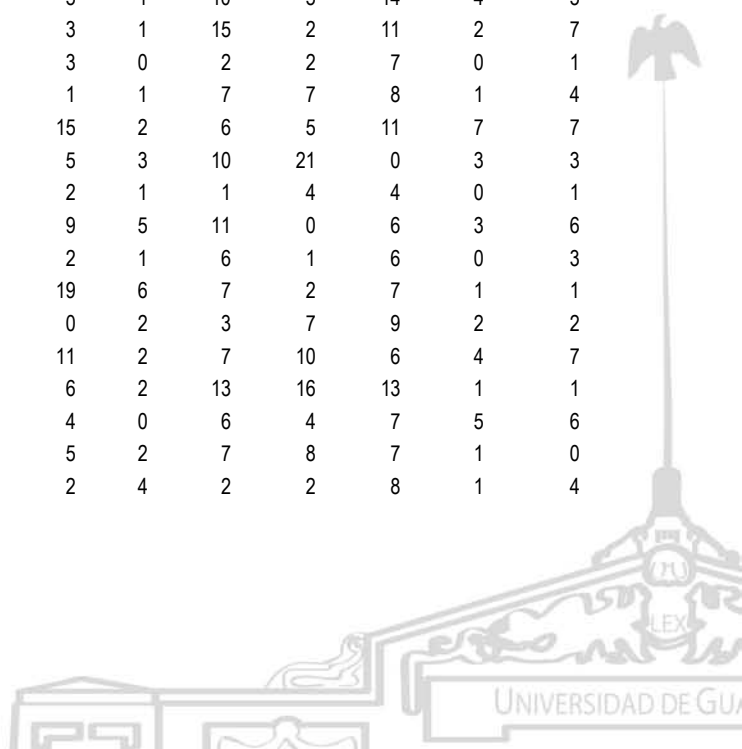 3 1 15 2 11 2 7
3 0 2 2 7 0 1
1 1 7 7 8 1 4
15 2 6 5 11 7 7
5 3 10 21 0 3 3
2 1 1 4 4 0 1
9 5 11 0 6 3 6
2 1 6 1 6 0 3
19 6 7 2 7 1 1
0 2 3 7 9 2 2
11 2 7 10 6 4 7
6 2 13 16 13 1 1
4 0 6 4 7 5 6
5 2 7 8 7 1 0
2 4 2 2 8 1 4
LEX
UNIVERSIDAD DE GUA